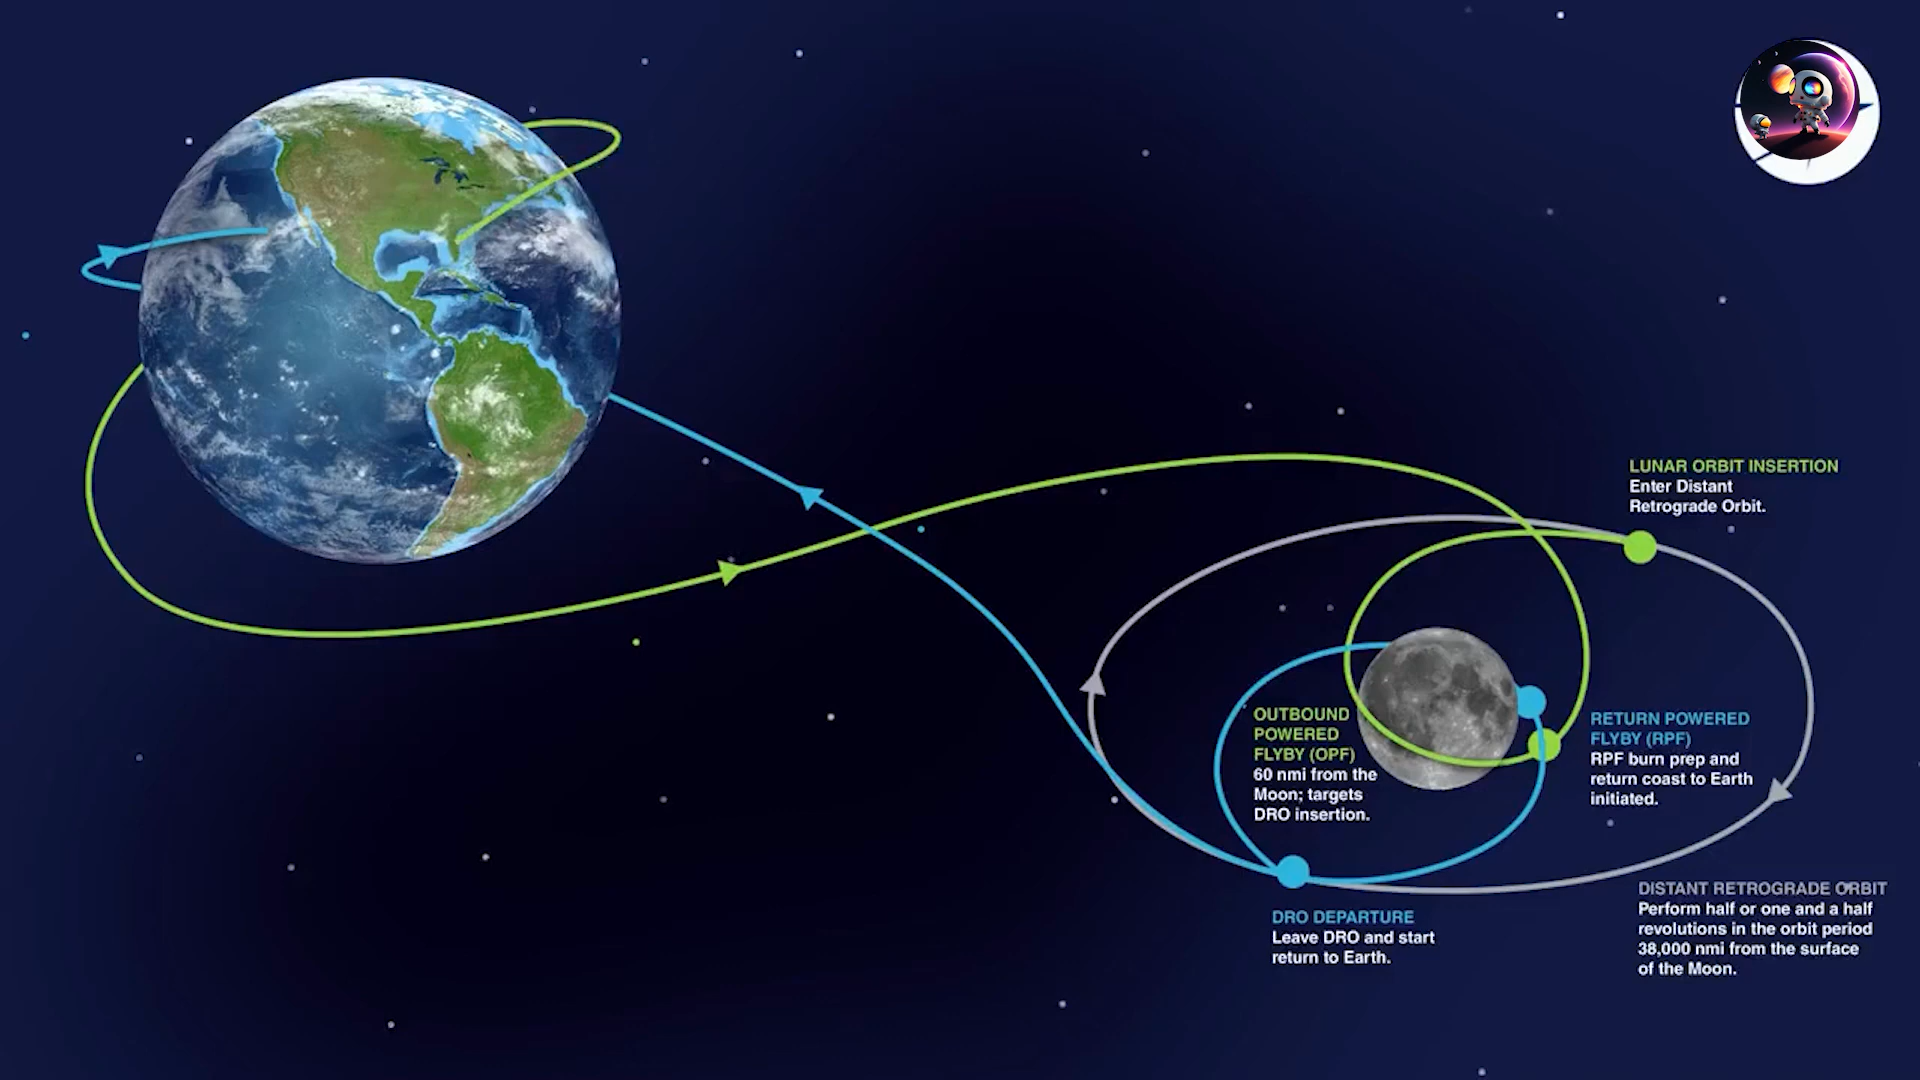 LUNAR ORBIT INSERTION
Enter Distant
Retrograde Orbit.
OUTBOUND
POWERED
FLYBY (OPF)
60 nmi from the
Moon; targets
DRO insertion.
RETURN POWERED
FLYBY (RPF)
RPF burn prep and
return coast to Earth
initiated.
DRO DEPARTURE
Leave DRO and start
return to Earth.
DISTANT RETROGRADE ORBIT
Perform half or one and a half
revolutions in the orbit period
38,000 nmi from the surface
of the Moon.